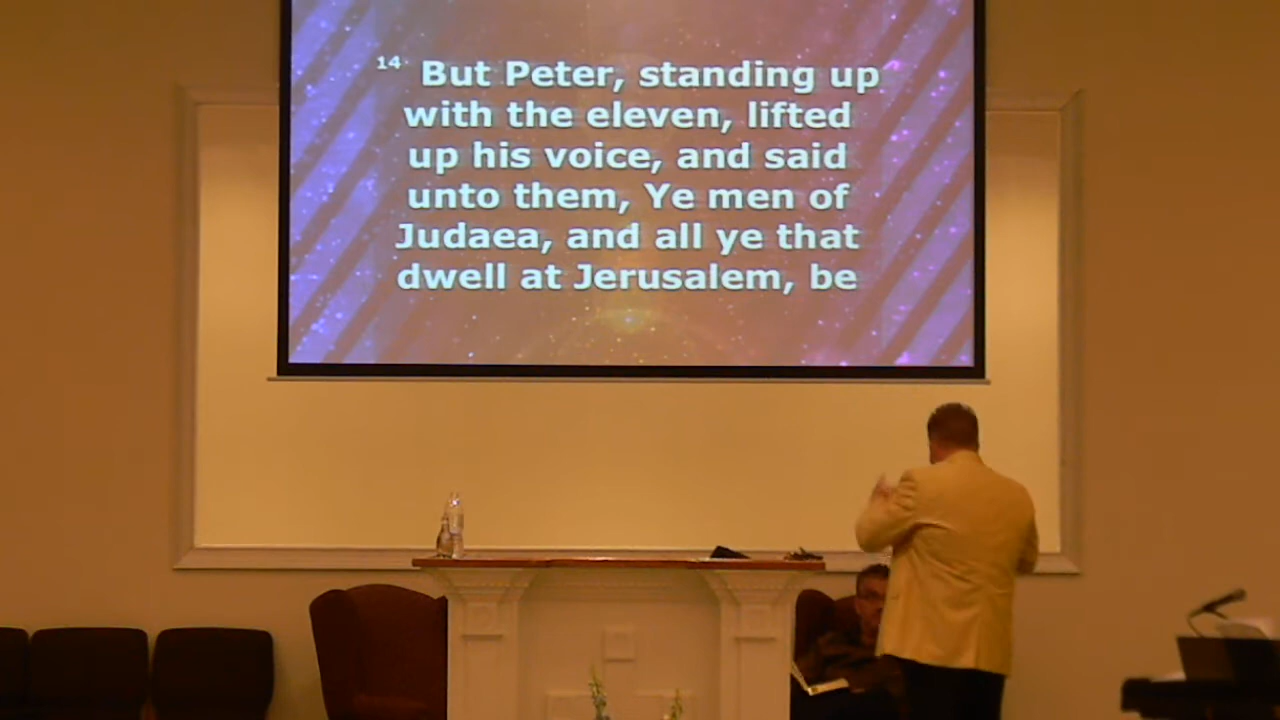 14 But Peter, standing up
with the eleven, lifted
up his voice, and said
unto them, Ye men of
Judaea, and all ye that
dwell at Jerusalem, be